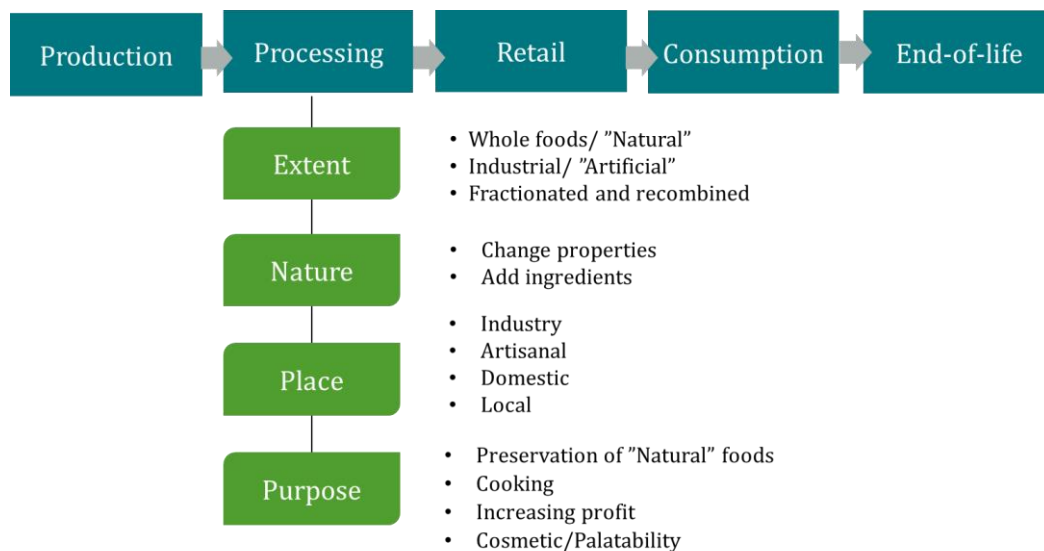 Production
Processing
Retail
Consumption
End-of-life
Extent
• Whole foods/ ”Natural”
• Industrial/ ”Artificial”
• Fractionated and recombined
Nature
• Change properties
• Add ingredients
Place
• Industry
• Artisanal
• Domestic
• Local
Purpose
• Preservation of ”Natural” foods
• Cooking
• Increasing profit
• Cosmetic/Palatability